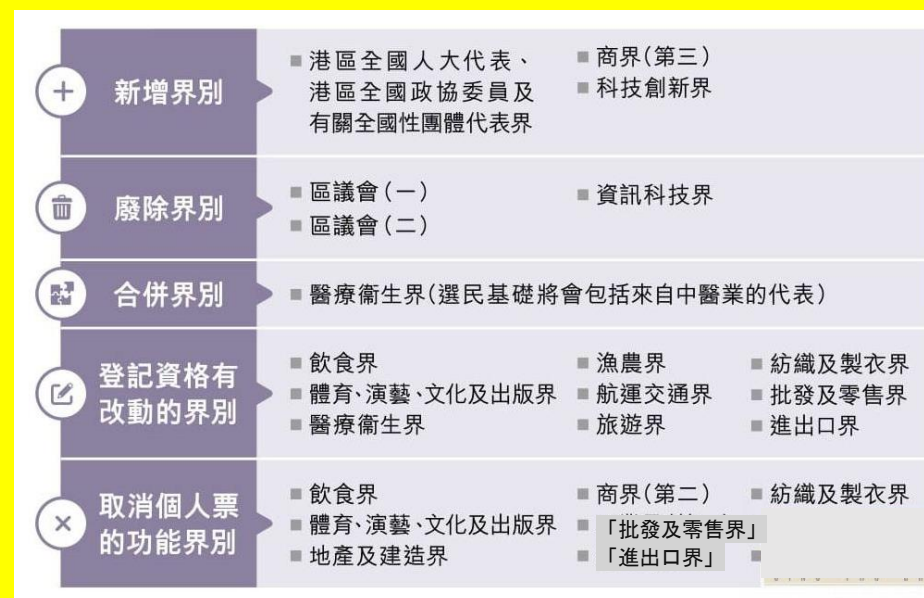 新增界別
■ 港區全國人大代表、
港區全國政協委員及
有關全國性團體代表界
■ 商界(第三)
■ 科技創新界
廢除界別
■ 區議會(一)
■ 區議會(二)
■ 資訊科技界
合併界別
■ 醫療衞生界(選民基礎將會包括來自中醫業的代表)
登記資格有
改動的界別
■ 飲食界
■ 體育、演藝、文化及出版界
■ 醫療衞生界
■ 漁農界
■ 航運交通界
■ 旅遊界
■ 紡織及製衣界
■ 批發及零售界
■ 進出口界
取消個人票
的功能界別
■ 飲食界
■ 體育、演藝、文化及出版界
■ 地產及建造界
■ 商界(第二)
■ 「批發及零售界」
■ 「進出口界」
■ 紡織及製衣界